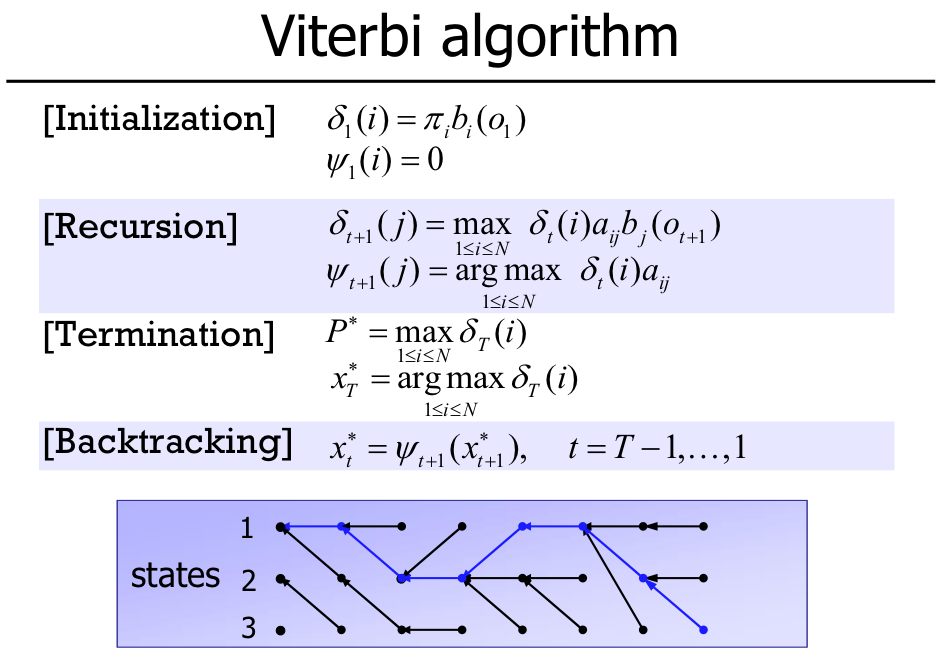 Viterbi algorithm
[Initialization] δ₁(i) = πᵢbᵢ(o₁)
ψ₁(i) = 0
[Recursion] δₜ₊₁(j) = max δₜ(i)aᵢⱼbⱼ(oₜ₊₁)
1≤i≤N
ψₜ₊₁(j) = arg max δₜ(i)aᵢⱼ
1≤i≤N
[Termination] P* = max δ_T(i)
1≤i≤N
x*_T = arg max δ_T(i)
1≤i≤N
[Backtracking] x*ₜ = ψₜ₊₁(x*ₜ₊₁), t = T − 1,…,1
1
states 2
3